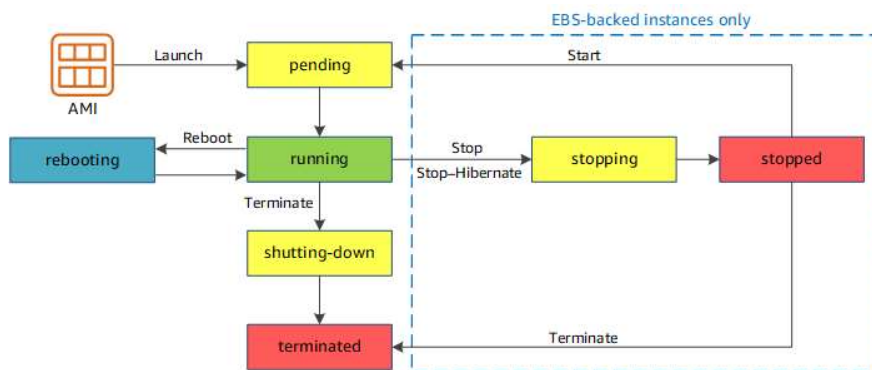 EBS-backed instances only
Launch
pending
Start
AMI
rebooting
Reboot
running
Stop
Stop–Hibernate
stopping
stopped
Terminate
shutting-down
terminated
Terminate